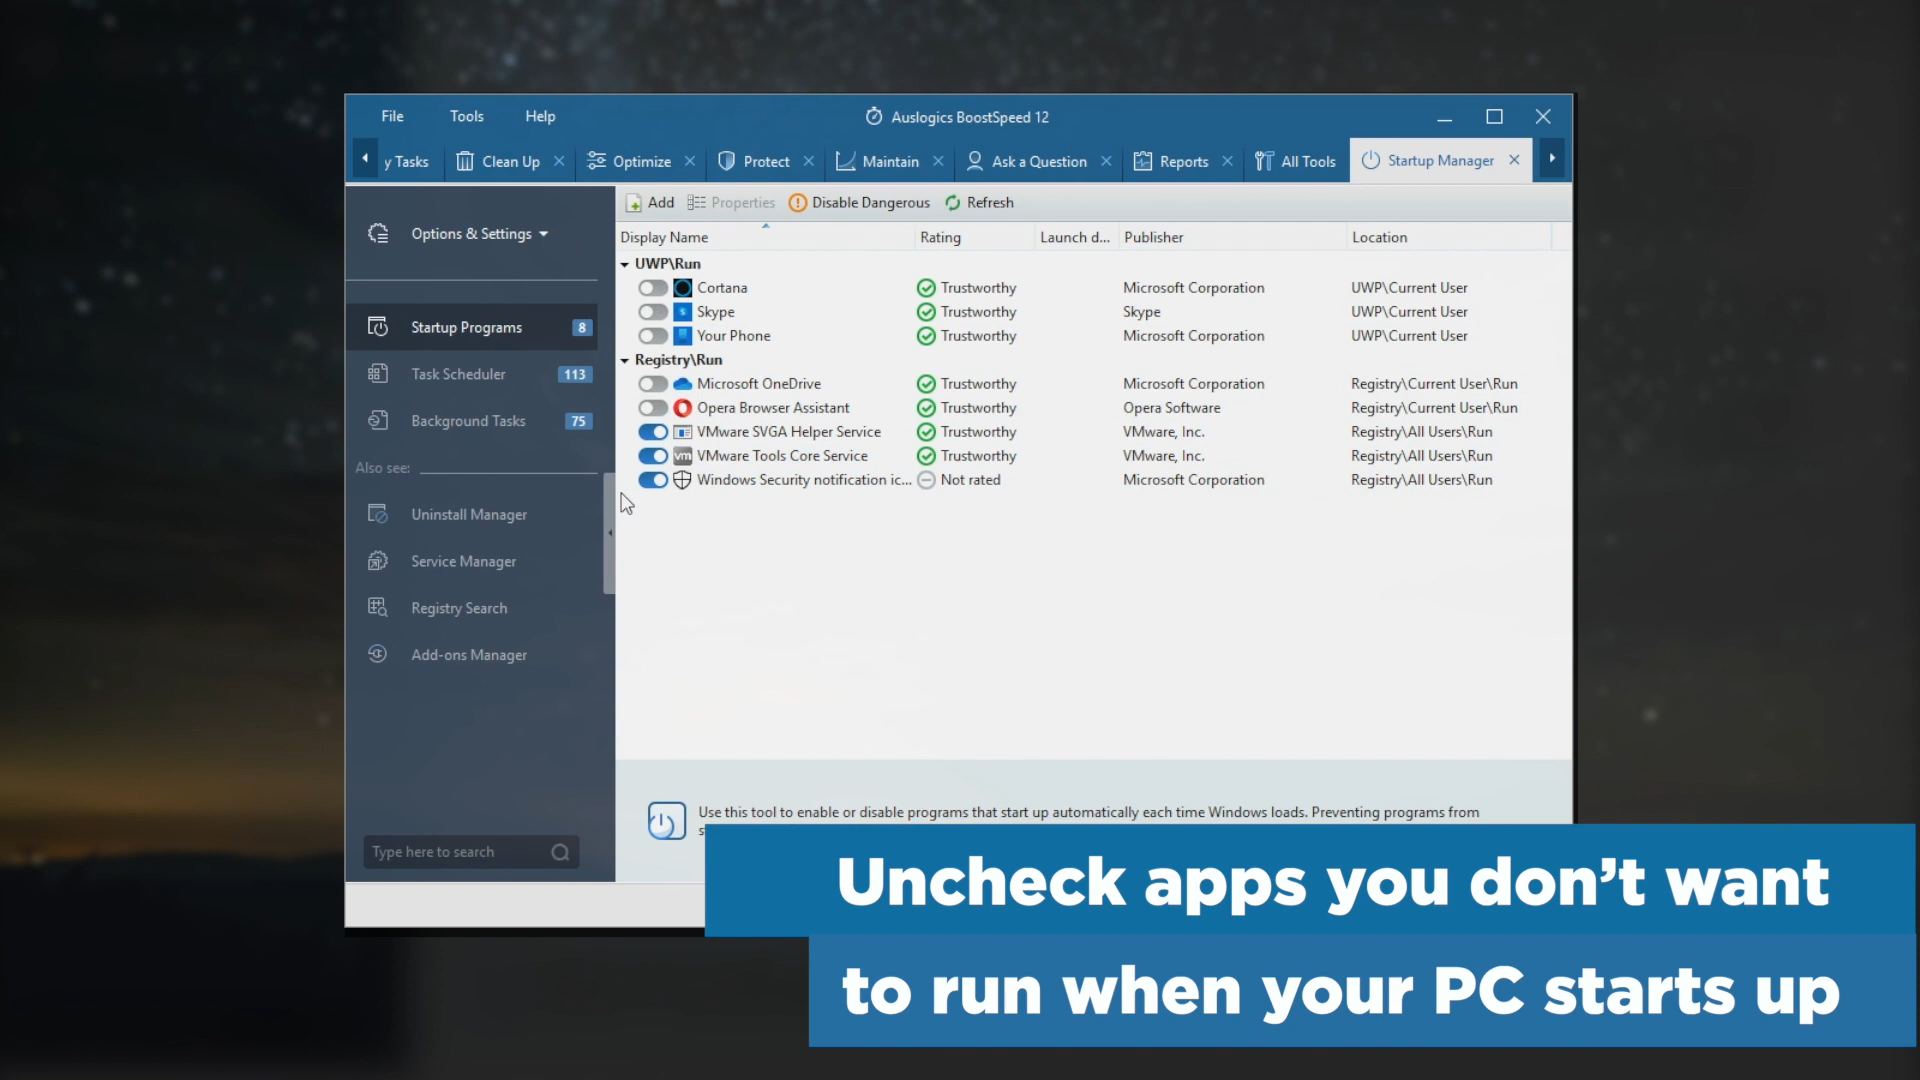 File Tools Help Auslogics BoostSpeed 12
y Tasks Clean Up Optimize Protect Maintain Ask a Question Reports All Tools Startup Manager
Options & Settings
Startup Programs 8
Task Scheduler 113
Background Tasks 75
Also see:
Uninstall Manager
Service Manager
Registry Search
Add-ons Manager
Type here to search
Add Properties Disable Dangerous Refresh
Display Name Rating Launch d... Publisher Location
UWP\Run
Cortana Trustworthy Microsoft Corporation UWP\Current User
Skype Trustworthy Skype UWP\Current User
Your Phone Trustworthy Microsoft Corporation UWP\Current User
Registry\Run
Microsoft OneDrive Trustworthy Microsoft Corporation Registry\Current User\Run
Opera Browser Assistant Trustworthy Opera Software Registry\Current User\Run
VMware SVGA Helper Service Trustworthy VMware, Inc. Registry\All Users\Run
vm VMware Tools Core Service Trustworthy VMware, Inc. Registry\All Users\Run
Windows Security notification ic... Not rated Microsoft Corporation Registry\All Users\Run
Use this tool to enable or disable programs that start up automatically each time Windows loads. Preventing programs from
Uncheck apps you don't want
to run when your PC starts up